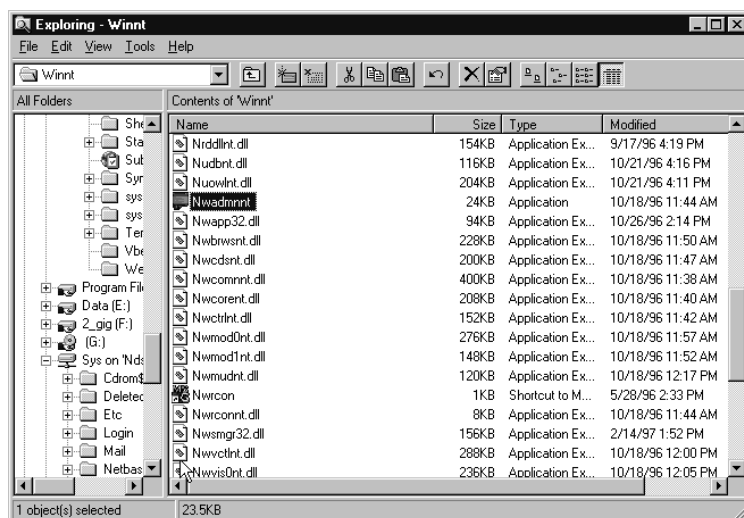 Exploring - Winnt
File Edit View Tools Help
Winnt
All Folders Contents of 'Winnt'
She
Sta
Sub
Syr
sys
sys
Ter
Vbe
We
Program File
Data (E:)
2_gig (F:)
(G:)
Sys on 'Nds
Cdrom$
Deleted
Etc
Login
Mail
Netbas
Name Size Type Modified
Nrddllnt.dll 154KB Application Ex... 9/17/96 4:19 PM
Nudbnt.dll 116KB Application Ex... 10/21/96 4:16 PM
Nuowlnt.dll 204KB Application Ex... 10/21/96 4:11 PM
Nwadmnnt 24KB Application 10/18/96 11:44 AM
Nwapp32.dll 94KB Application Ex... 10/26/96 2:14 PM
Nwbrwsnt.dll 228KB Application Ex... 10/18/96 11:50 AM
Nwcdsnt.dll 200KB Application Ex... 10/18/96 11:47 AM
Nwcomnnt.dll 400KB Application Ex... 10/18/96 11:38 AM
Nwcorent.dll 208KB Application Ex... 10/18/96 11:40 AM
Nwctrlnt.dll 152KB Application Ex... 10/18/96 11:42 AM
Nwmod0nt.dll 276KB Application Ex... 10/18/96 11:57 AM
Nwmod1nt.dll 148KB Application Ex... 10/18/96 11:52 AM
Nwmudnt.dll 120KB Application Ex... 10/18/96 12:17 PM
Nwrcon 1KB Shortcut to M... 5/28/96 2:33 PM
Nwrconnt.dll 8KB Application Ex... 10/18/96 11:44 AM
Nwsmgr32.dll 156KB Application Ex... 2/14/97 1:52 PM
Nwvctlnt.dll 288KB Application Ex... 10/18/96 12:00 PM
Nwvis0nt.dll 236KB Application Ex... 10/18/96 12:05 PM
1 object(s) selected 23.5KB